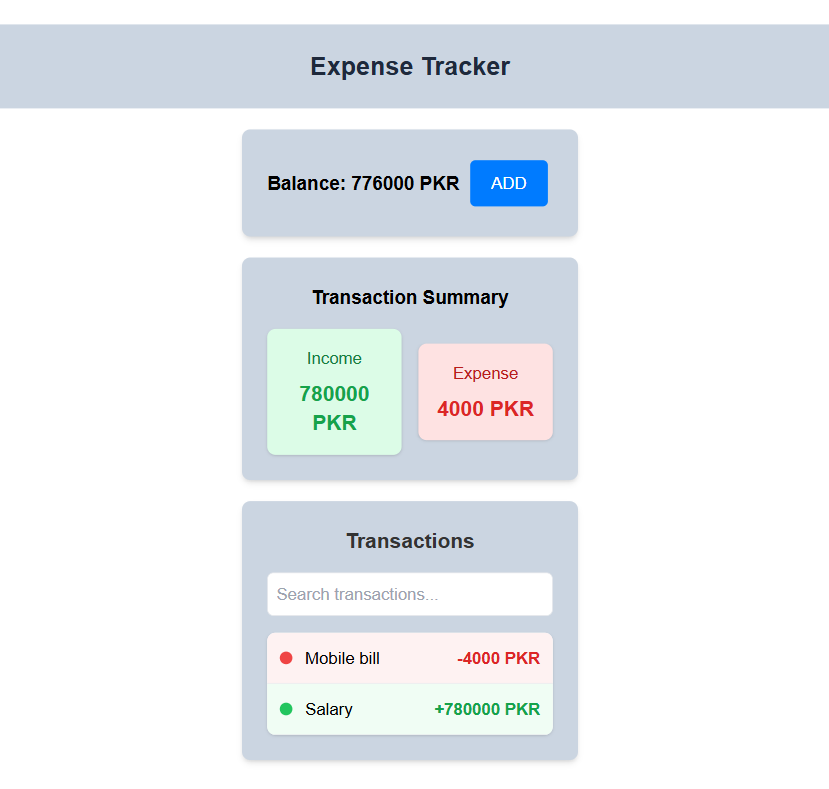 Expense Tracker
Balance: 776000 PKR ADD
Transaction Summary
Income
780000
PKR
Expense
4000 PKR
Transactions
Search transactions...
Mobile bill -4000 PKR
Salary +780000 PKR